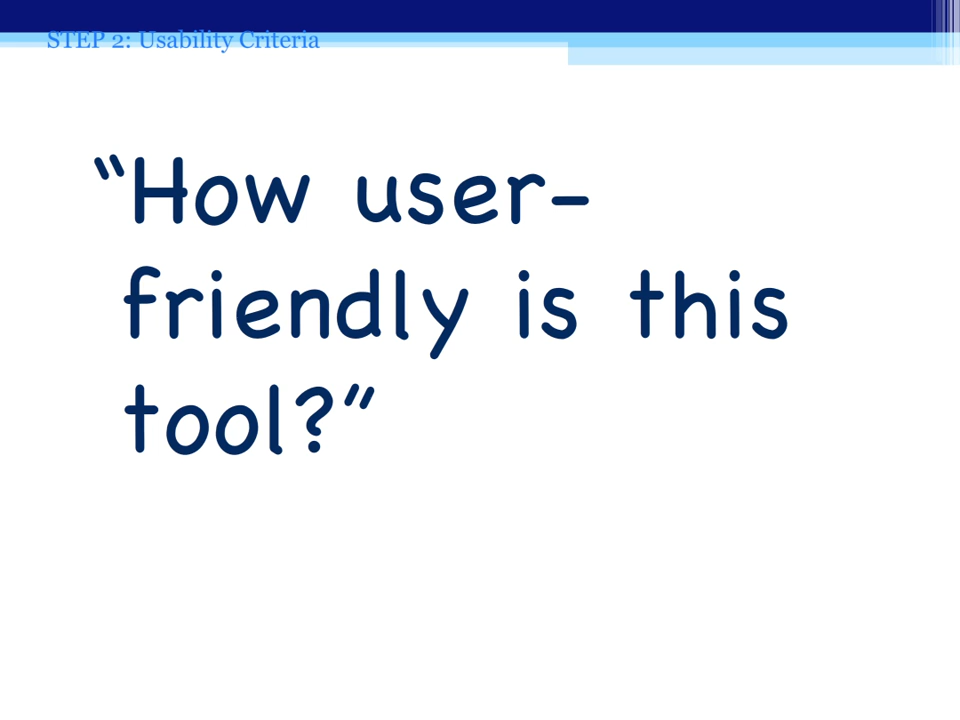 STEP 2: Usability Criteria
“How user-
friendly is this
tool?”